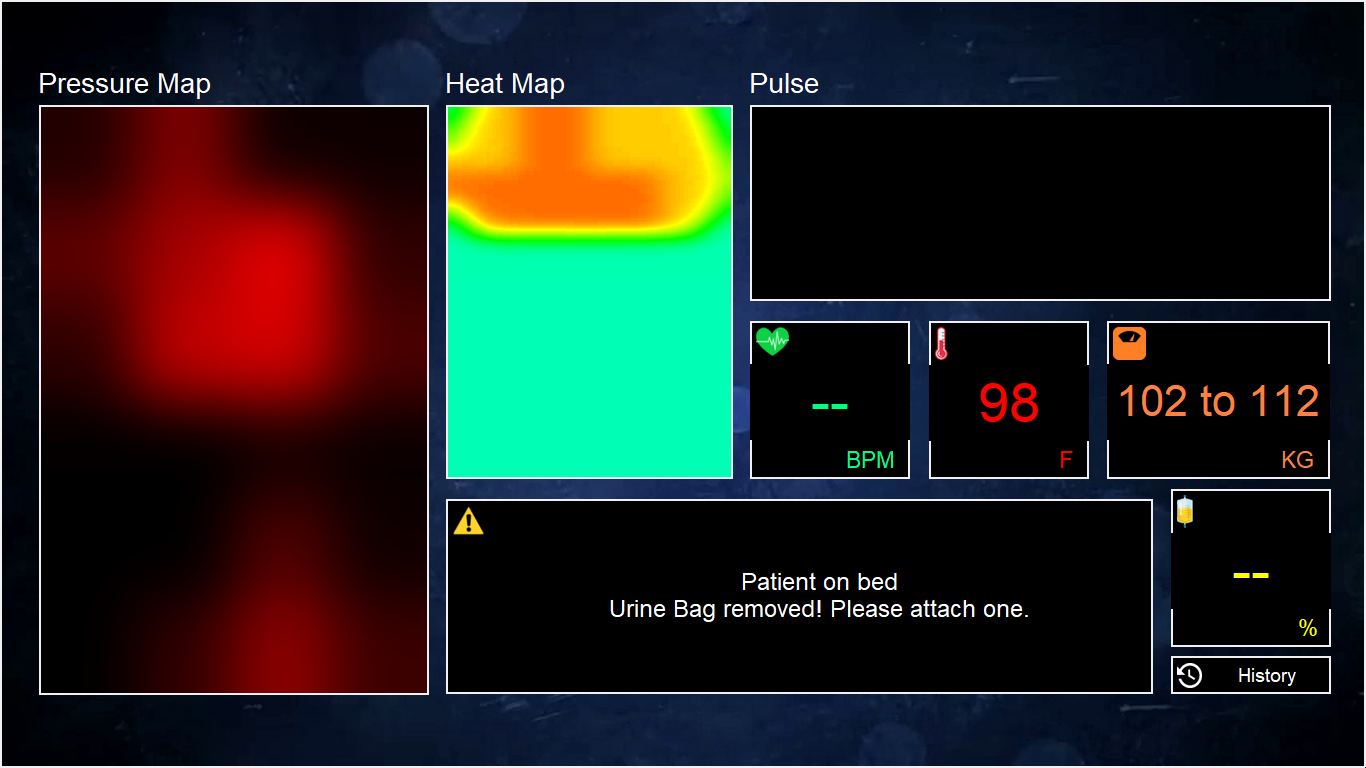 Pressure Map
Heat Map
Pulse
--
BPM
98
F
102 to 112
KG
Patient on bed
Urine Bag removed! Please attach one.
--
%
History